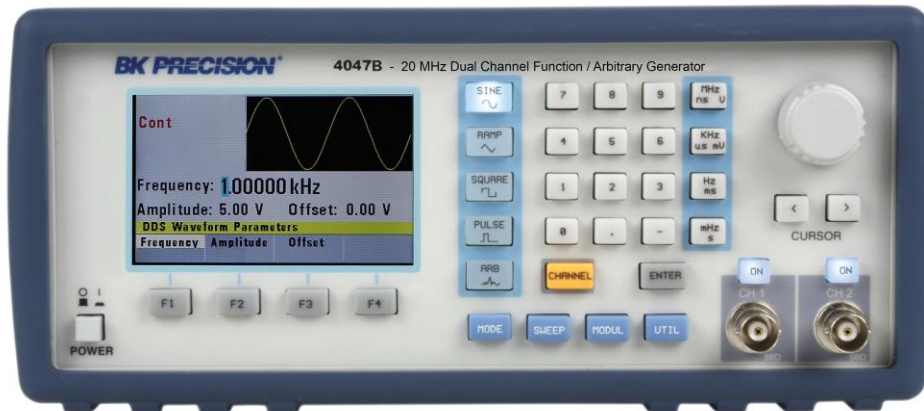 BK PRECISION®
4047B - 20 MHz Dual Channel Function / Arbitrary Generator
Cont
Frequency: 1.00000 kHz
Amplitude: 5.00 V Offset: 0.00 V
DDS Waveform Parameters
Frequency Amplitude Offset
F1 F2 F3 F4
O I
POWER
SINE
RAMP
SQUARE
PULSE
ARB
7 8 9 MHz ns V
4 5 6 KHz us mV
1 2 3 Hz ms
0 . - mHz s
CHANNEL ENTER
MODE SWEEP MODUL UTIL
< >
CURSOR
ON ON
CH 1 CH 2
50Ω 50Ω